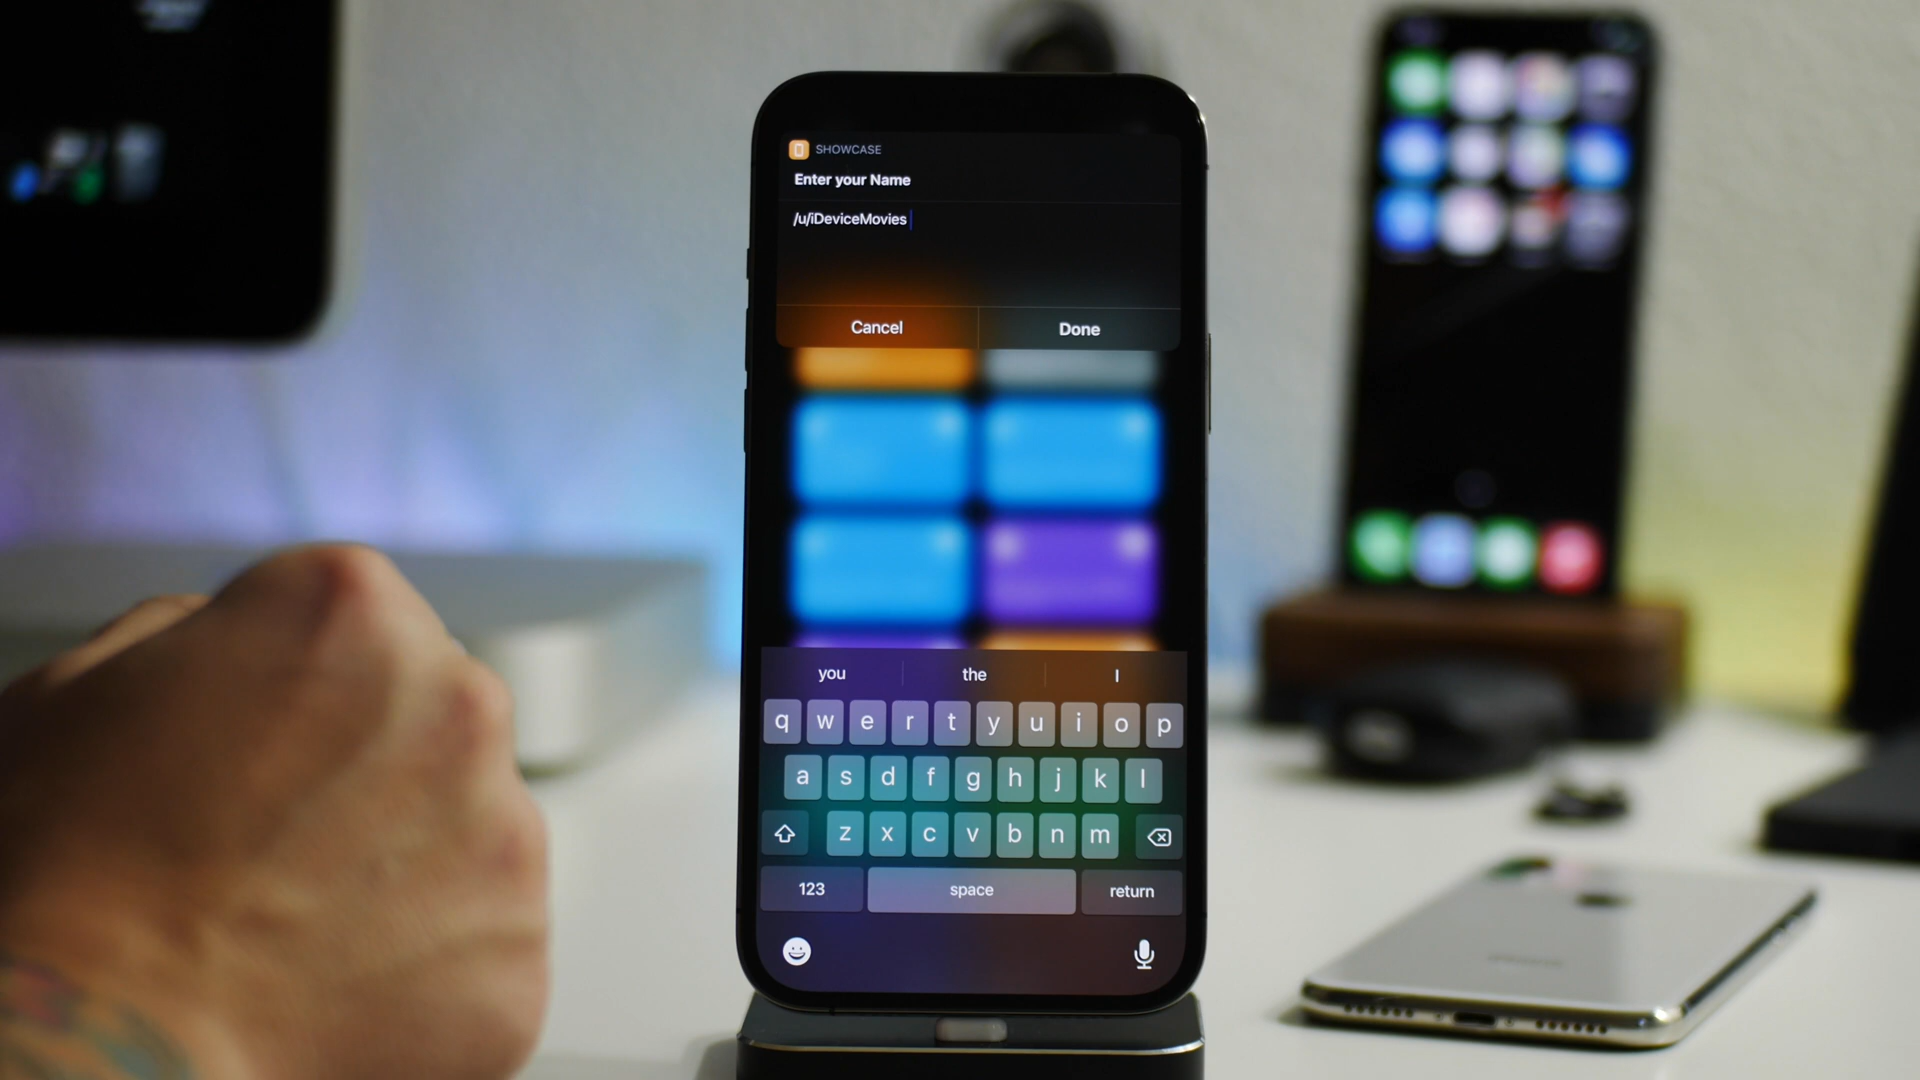 SHOWCASE
Enter your Name
/u/iDeviceMovies
Cancel Done
you the I
q w e r t y u i o p
a s d f g h j k l
z x c v b n m
123 space return